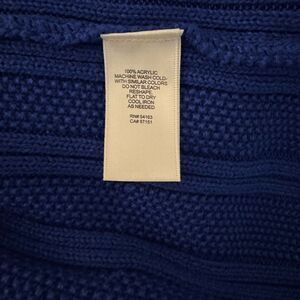 100% ACRYLIC
MACHINE WASH COLD
WITH SIMILAR COLORS
DO NOT BLEACH
RESHAPE,
FLAT TO DRY
COOL IRON
AS NEEDED
RN# 54163
CA# 57151